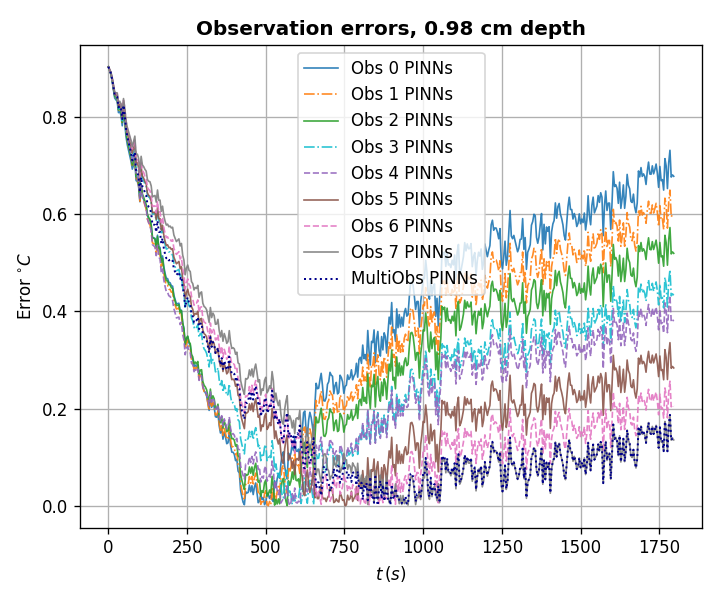 Observation errors, 0.98 cm depth
Obs 0 PINNs
Obs 1 PINNs
Obs 2 PINNs
Obs 3 PINNs
Obs 4 PINNs
Obs 5 PINNs
Obs 6 PINNs
Obs 7 PINNs
MultiObs PINNs
Error °C
0.8
0.6
0.4
0.2
0.0
0 250 500 750 1000 1250 1500 1750
t (s)